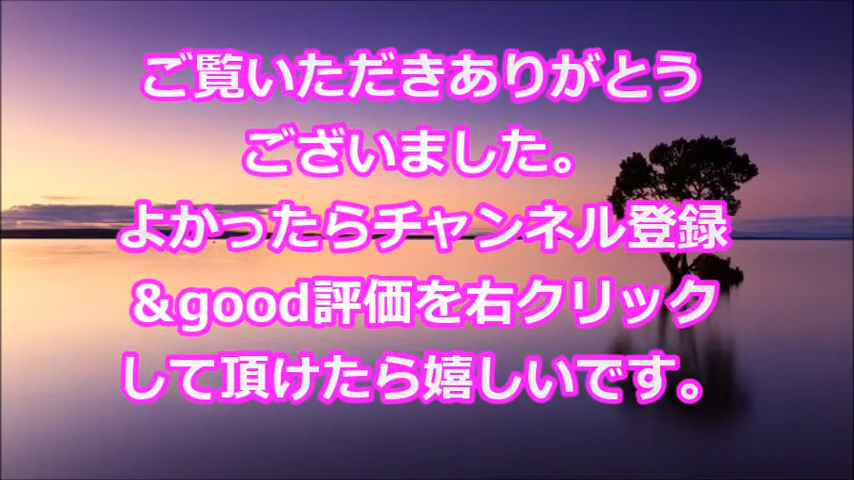 ご覧いただきありがとう
ございました。
よかったらチャンネル登録
＆good評価を右クリック
して頂けたら嬉しいです。